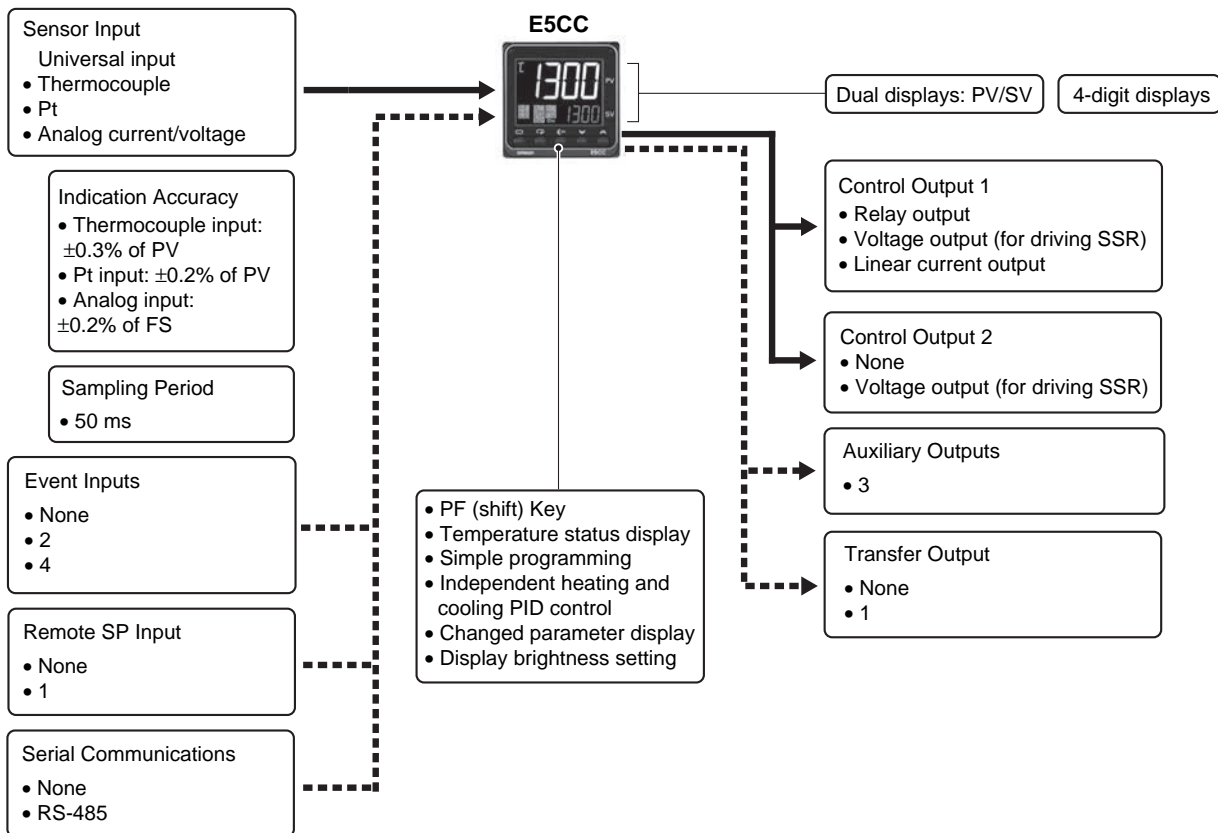 Sensor Input
Universal input
• Thermocouple
• Pt
• Analog current/voltage
Indication Accuracy
• Thermocouple input:
±0.3% of PV
• Pt input: ±0.2% of PV
• Analog input:
±0.2% of FS
Sampling Period
• 50 ms
Event Inputs
• None
• 2
• 4
Remote SP Input
• None
• 1
Serial Communications
• None
• RS-485
E5CC
1300
PV
1300
SV
OMRON
E5CC
• PF (shift) Key
• Temperature status display
• Simple programming
• Independent heating and
cooling PID control
• Changed parameter display
• Display brightness setting
Dual displays: PV/SV
4-digit displays
Control Output 1
• Relay output
• Voltage output (for driving SSR)
• Linear current output
Control Output 2
• None
• Voltage output (for driving SSR)
Auxiliary Outputs
• 3
Transfer Output
• None
• 1